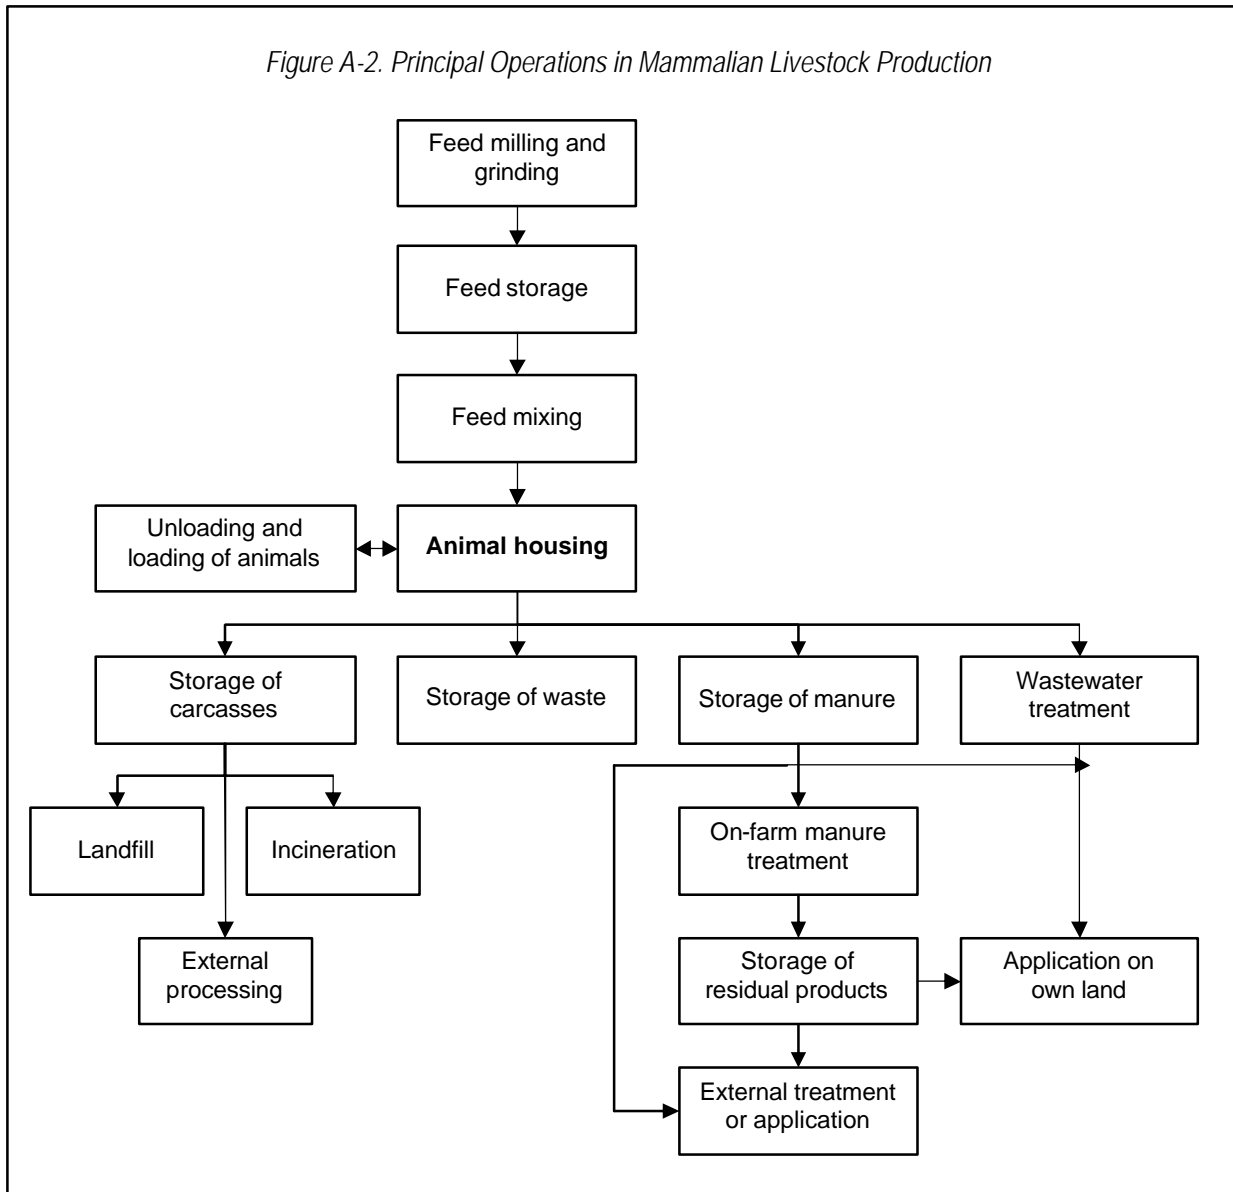 Figure A-2. Principal Operations in Mammalian Livestock Production
Feed milling and
grinding
Feed storage
Feed mixing
Unloading and
loading of animals
Animal housing
Storage of
carcasses
Storage of waste
Storage of manure
Wastewater
treatment
Landfill
Incineration
On-farm manure
treatment
External
processing
Storage of
residual products
Application on
own land
External treatment
or application